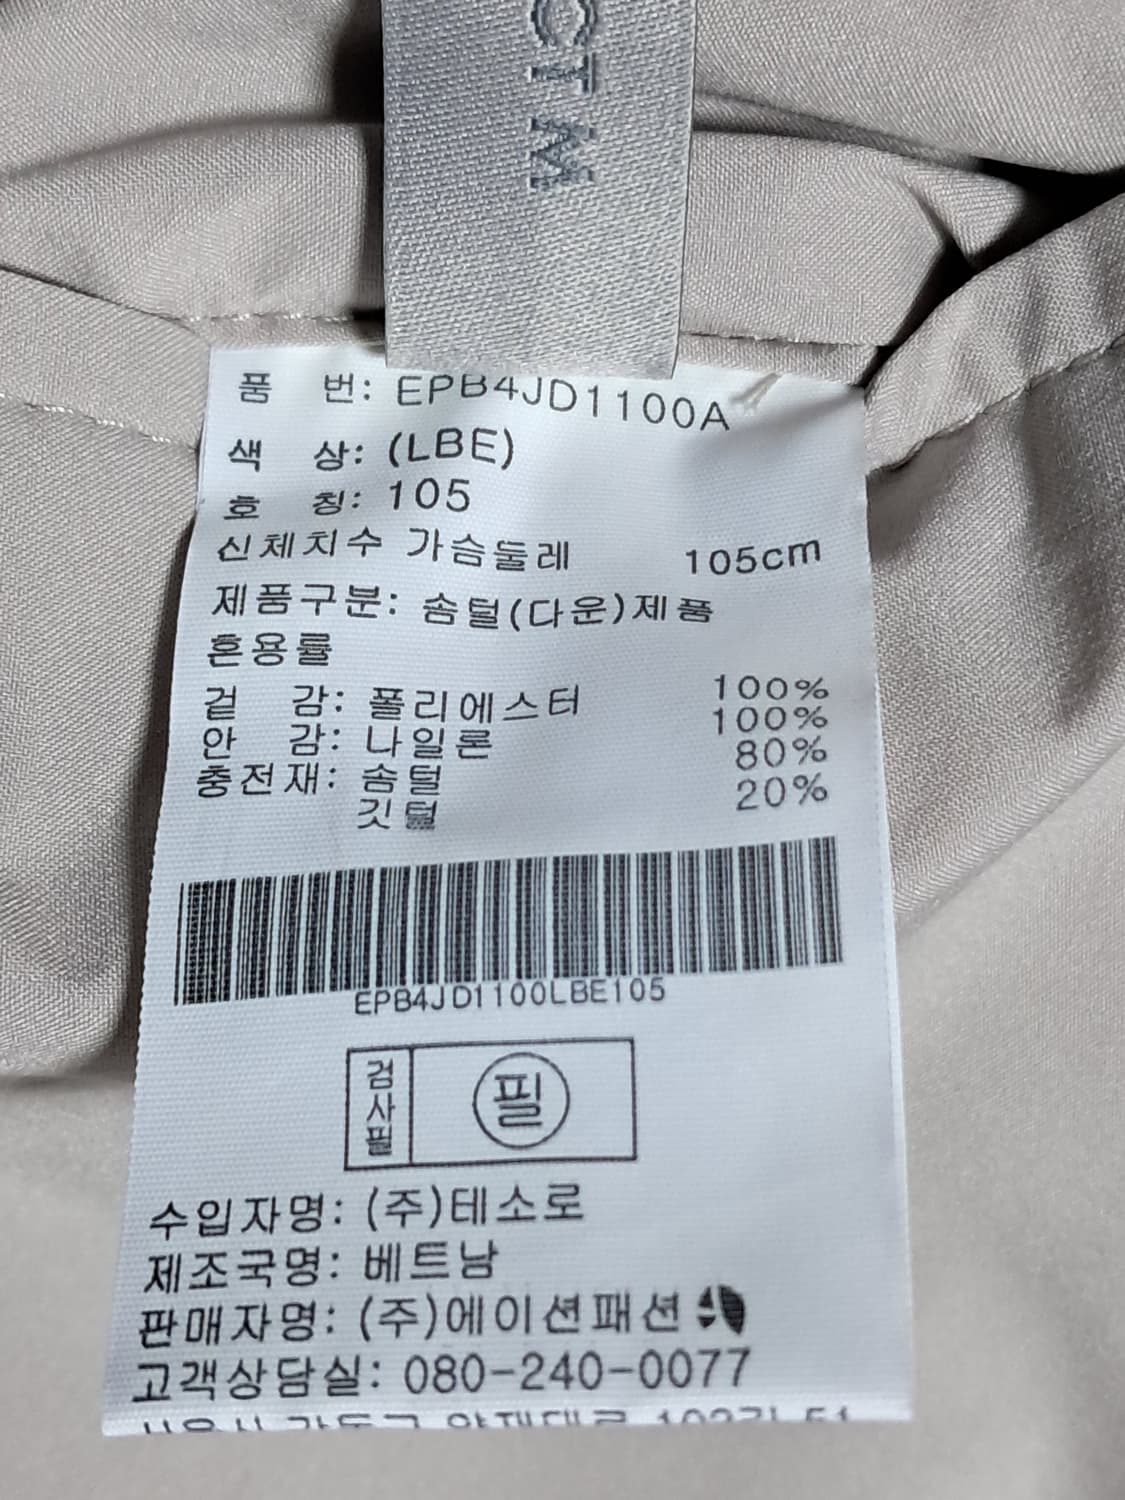 CT M
품 번: EPB4JD1100A
색 상: (LBE)
호 칭: 105
신체치수 가슴둘레 105cm
제품구분: 솜털(다운)제품
혼용률
겉 감: 폴리에스터 100%
안 감: 나일론 100%
충전재: 솜털 80%
깃털 20%
EPB4JD1100LBE105
검사필 필
수입자명: (주)테소로
제조국명: 베트남
판매자명: (주)에이션패션
고객상담실: 080-240-0077